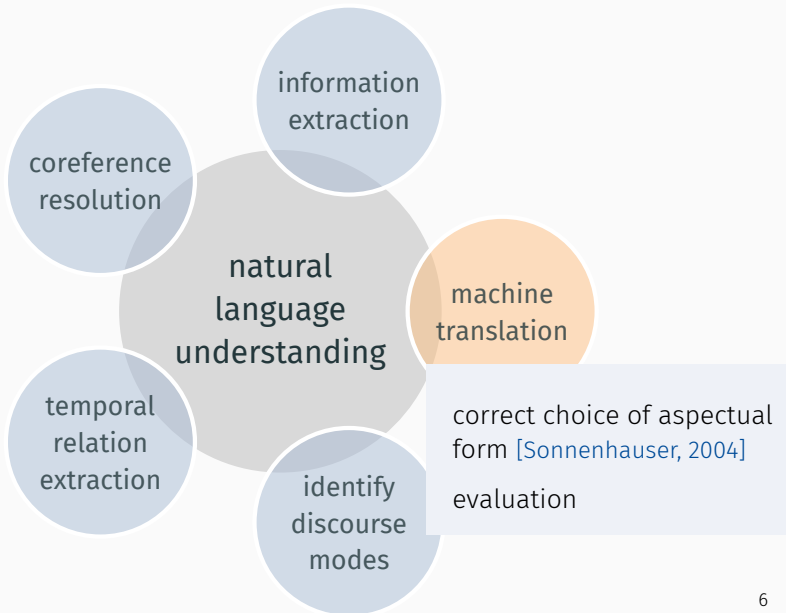 information
extraction
coreference
resolution
natural
language
understanding
machine
translation
temporal
relation
extraction
correct choice of aspectual
form [Sonnenhauser, 2004]
evaluation
identify
discourse
modes
6